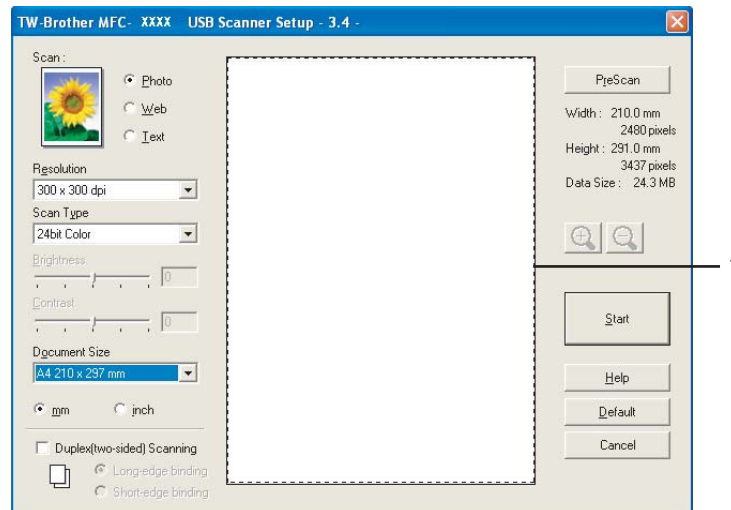 TW-Brother MFC- XXXX USB Scanner Setup - 3.4 -
Scan :
Photo
Web
Text
Resolution
300 x 300 dpi
Scan Type
24bit Color
Brightness
0
Contrast
0
Document Size
A4 210 x 297 mm
mm
inch
Duplex(two-sided) Scanning
Long-edge binding
Short-edge binding
PreScan
Width : 210.0 mm
2480 pixels
Height : 291.0 mm
3437 pixels
Data Size : 24.3 MB
Start
Help
Default
Cancel